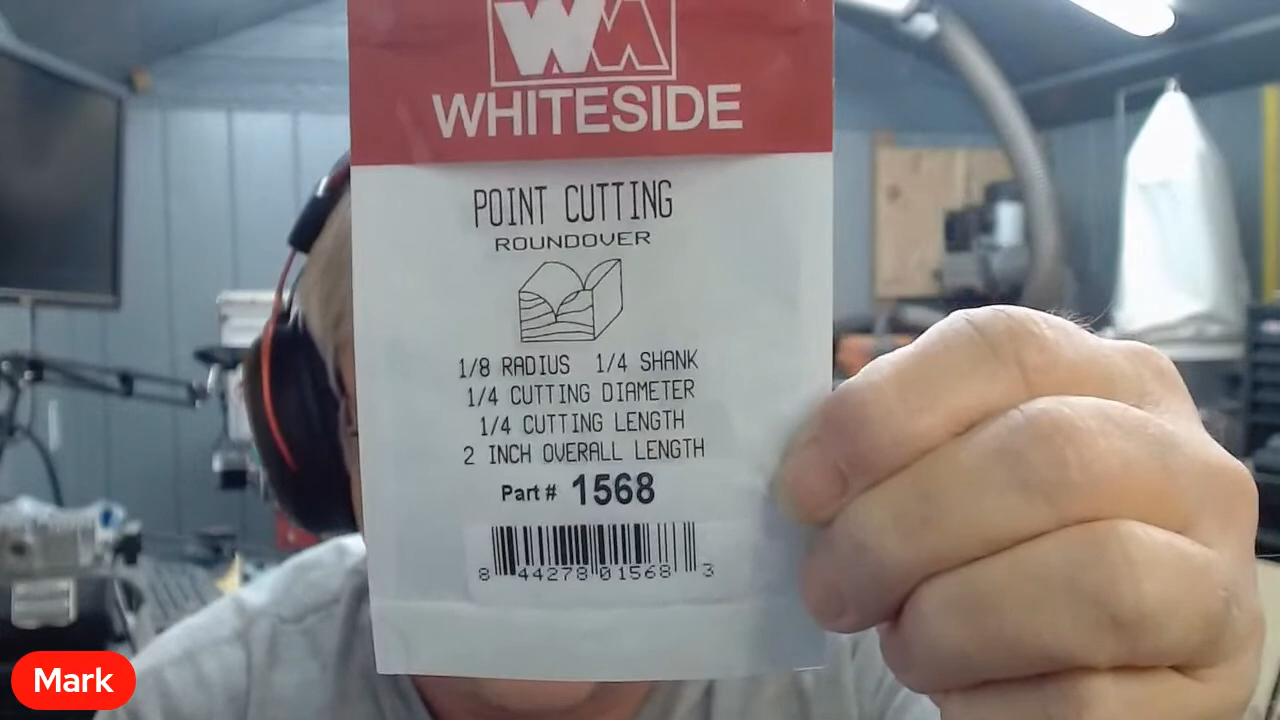 WM
WHITESIDE
POINT CUTTING
ROUNDOVER
1/8 RADIUS 1/4 SHANK
1/4 CUTTING DIAMETER
1/4 CUTTING LENGTH
2 INCH OVERALL LENGTH
Part # 1568
8 44278 01568 3
Mark